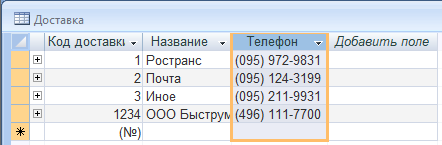 Доставка
Код доставки Название Телефон Добавить поле
1 Ространс (095) 972-9831
2 Почта (095) 124-3199
3 Иное (095) 211-9931
1234 ООО Быструм (496) 111-7700
(№)